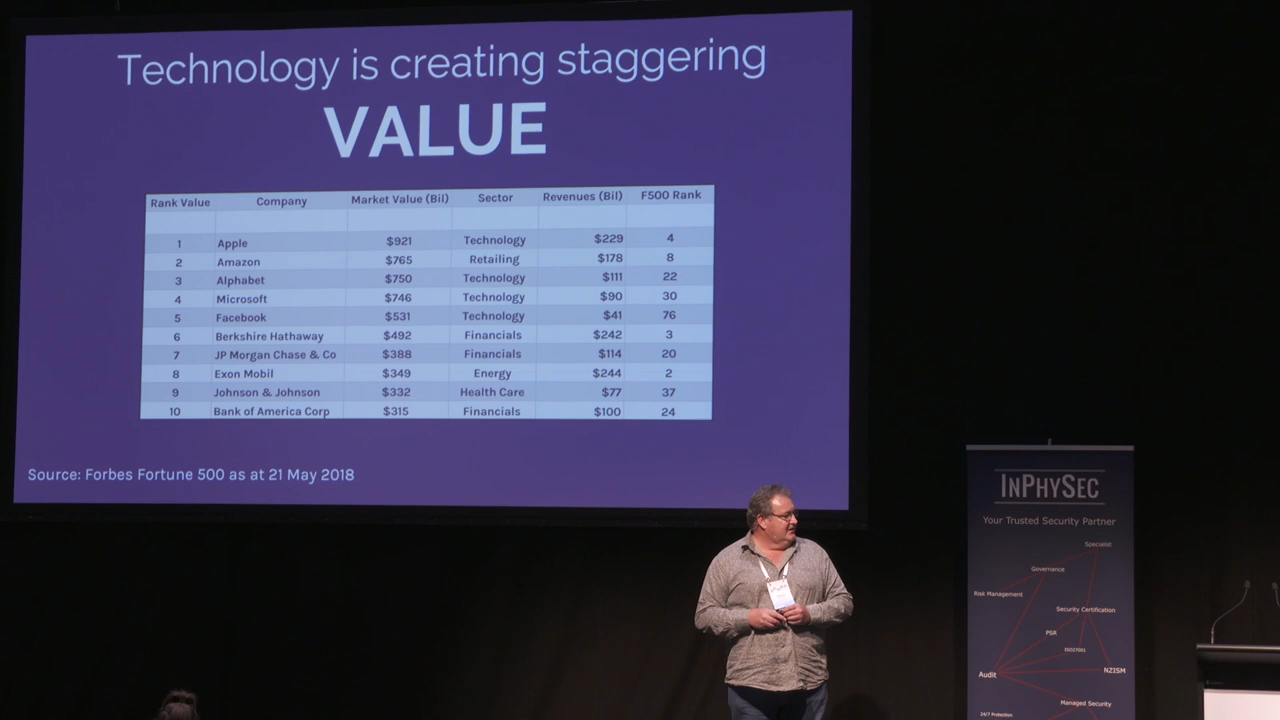 Technology is creating staggering
VALUE
Rank Value Company Market Value (Bil) Sector Revenues (Bil) F500 Rank
1 Apple $921 Technology $229 4
2 Amazon $765 Retailing $178 8
3 Alphabet $750 Technology $111 22
4 Microsoft $746 Technology $90 30
5 Facebook $531 Technology $41 76
6 Berkshire Hathaway $492 Financials $242 3
7 JP Morgan Chase & Co $388 Financials $114 20
8 Exon Mobil $349 Energy $244 2
9 Johnson & Johnson $332 Health Care $77 37
10 Bank of America Corp $315 Financials $100 24
Source: Forbes Fortune 500 as at 21 May 2018
INPHYSEC
Your Trusted Security Partner
Specialist
Governance
Risk Management
Security Certification
PSR
ISO27001
Audit
NZISM
Managed Security
24/7 Protection